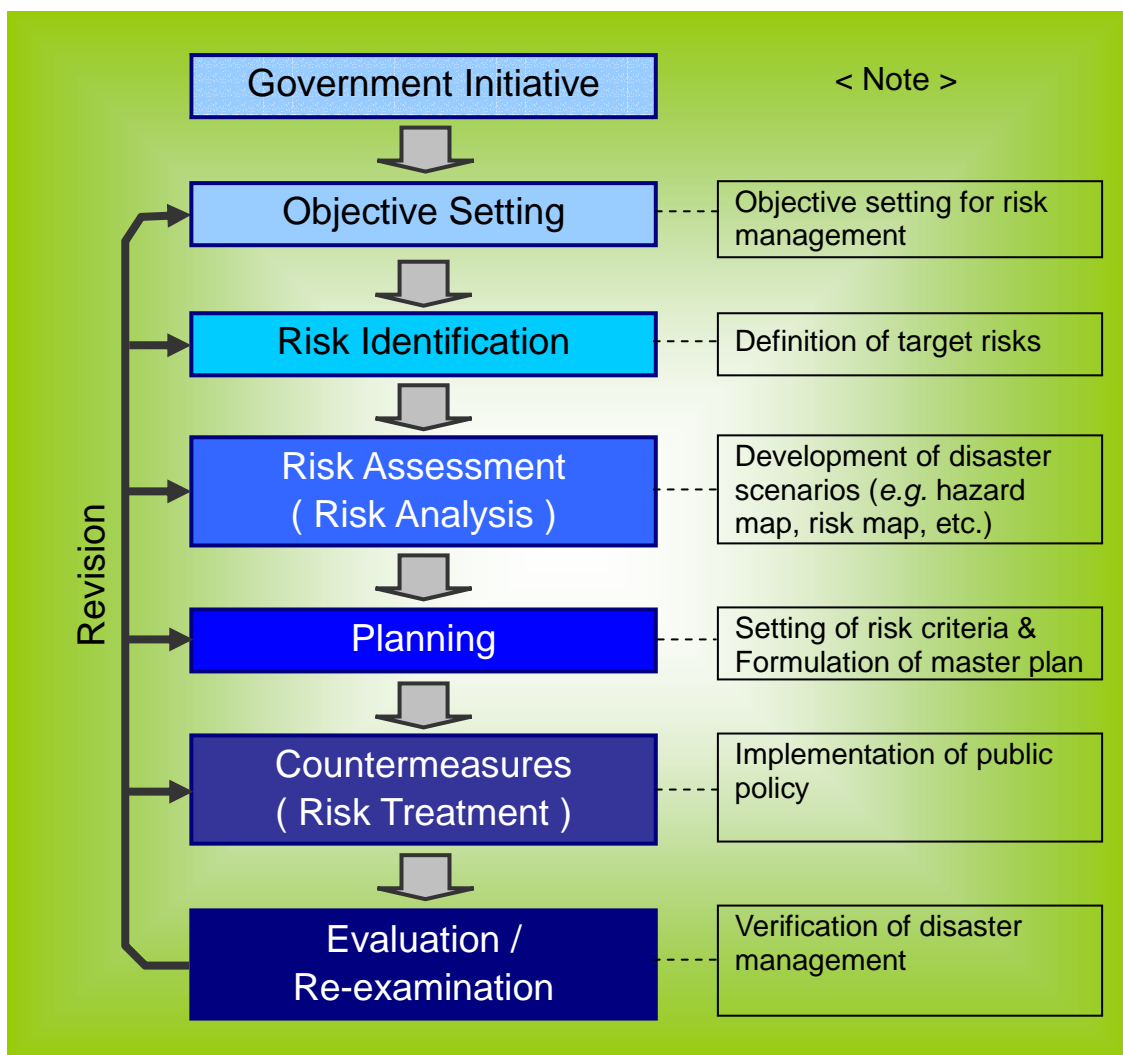 Government Initiative
< Note >
Objective Setting
Objective setting for risk
management
Risk Identification
Definition of target risks
Risk Assessment
( Risk Analysis )
Development of disaster
scenarios (e.g. hazard
map, risk map, etc.)
Revision
Planning
Setting of risk criteria &
Formulation of master plan
Countermeasures
( Risk Treatment )
Implementation of public
policy
Evaluation /
Re-examination
Verification of disaster
management